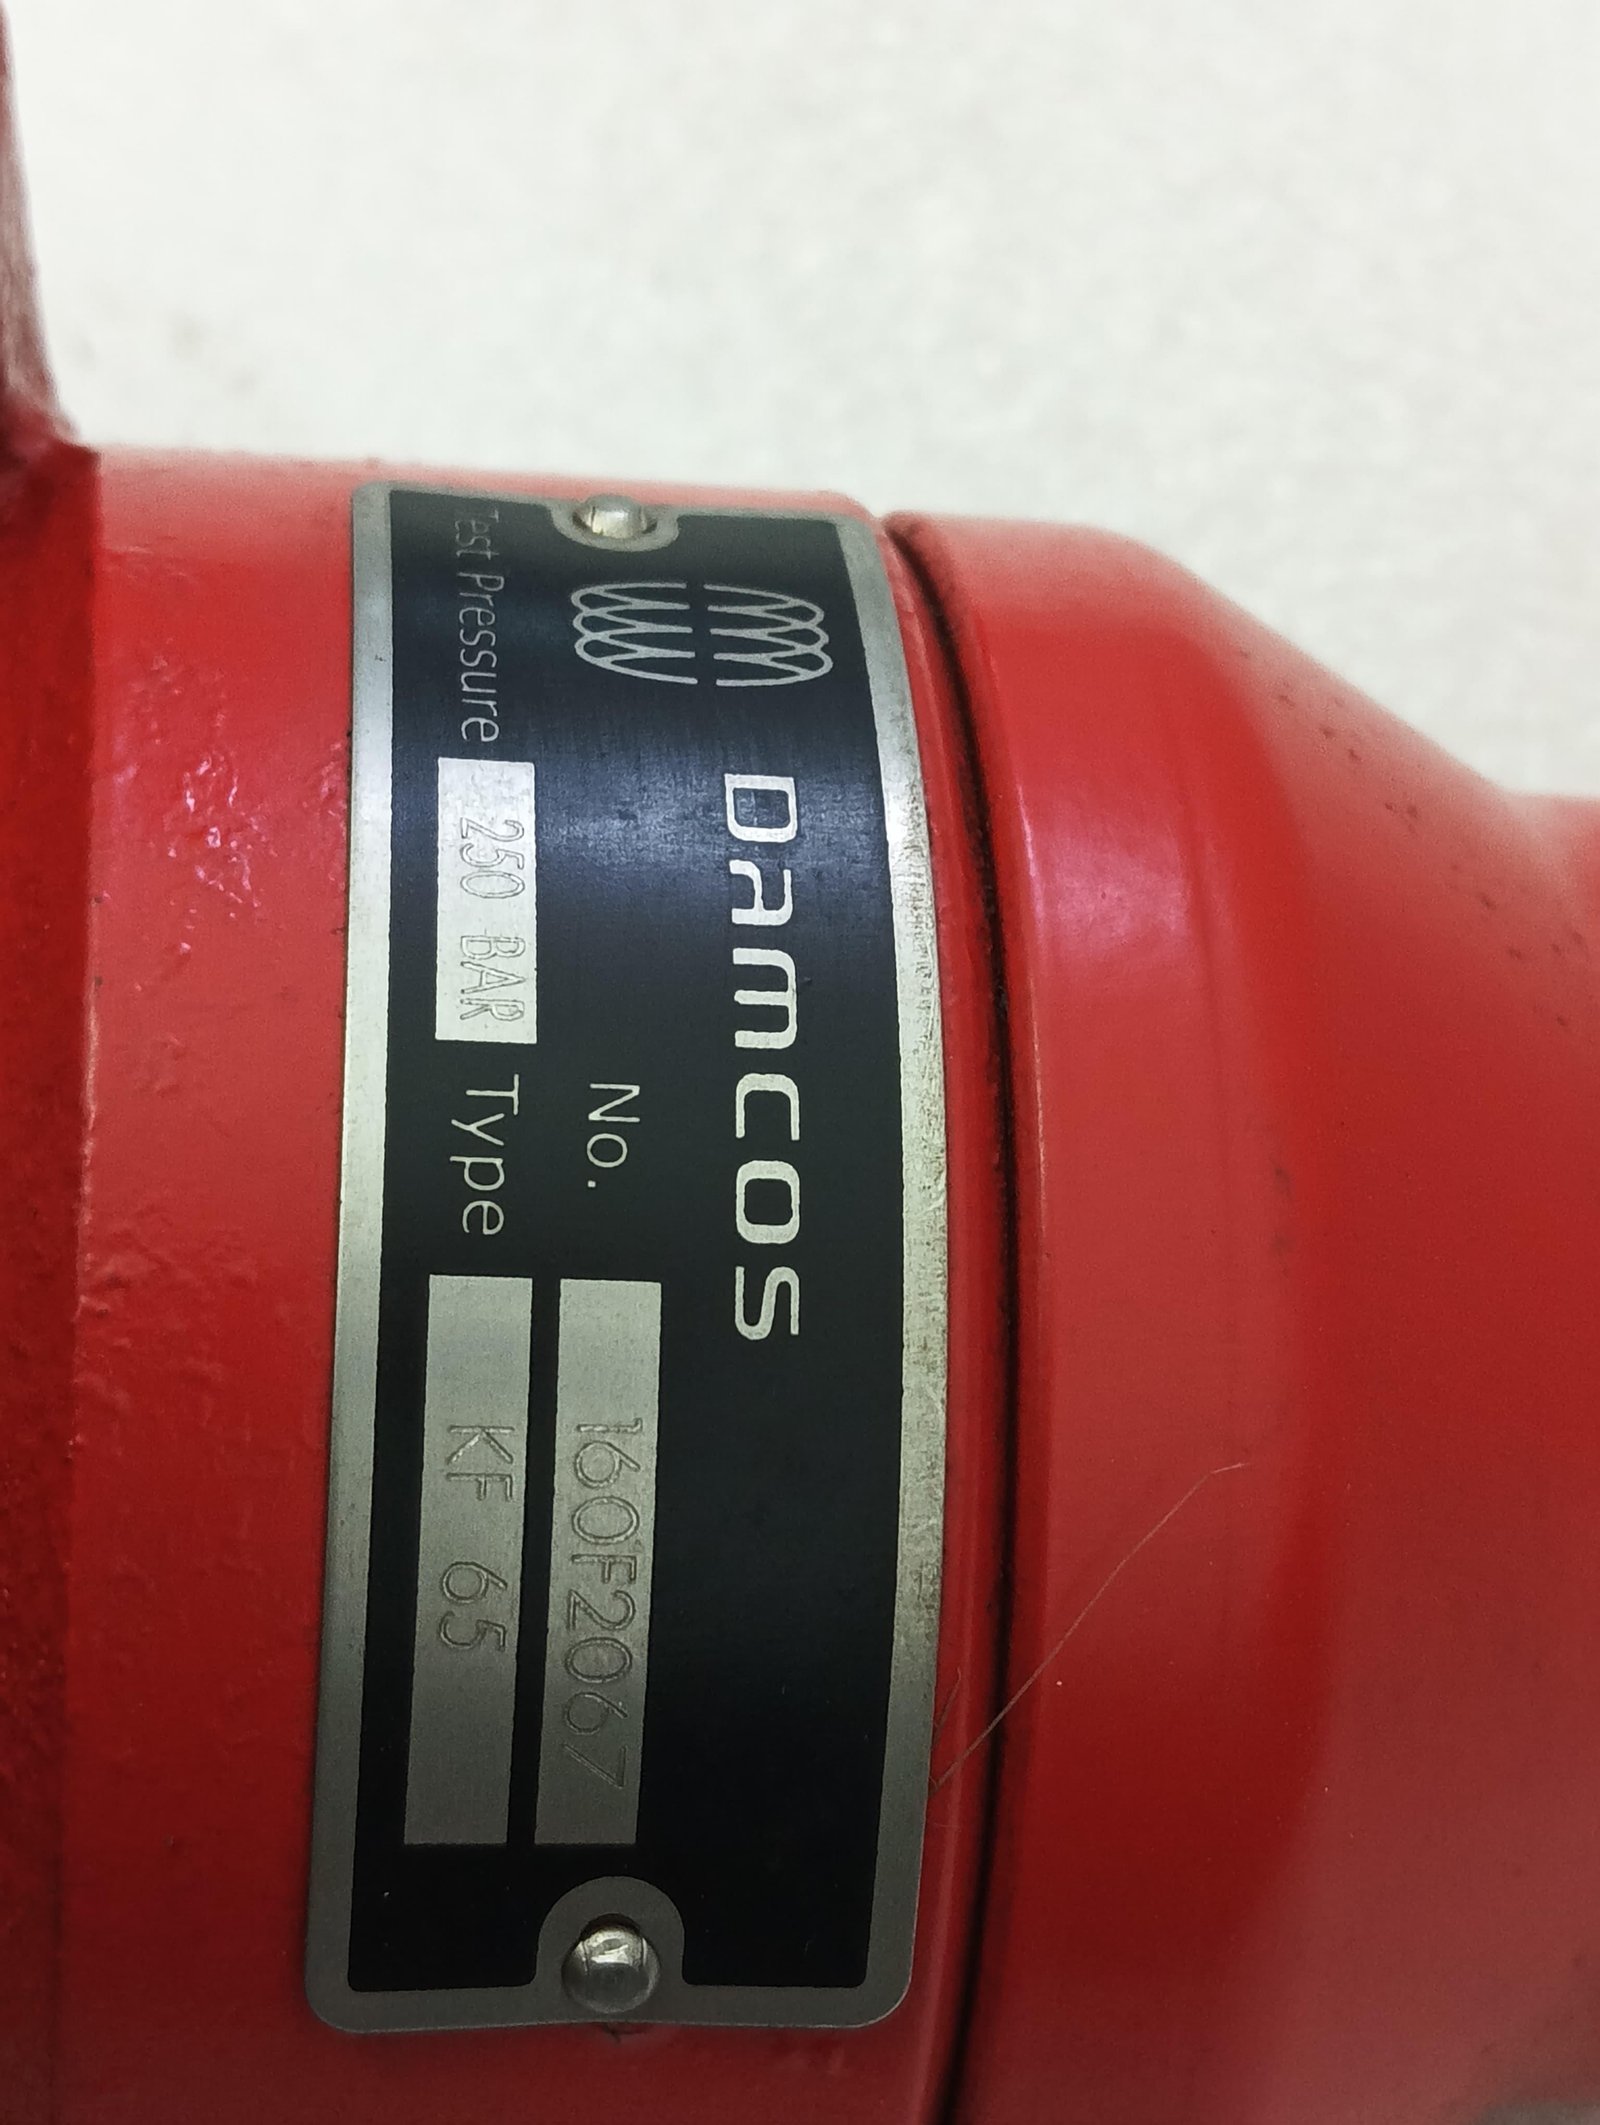 Damcos
No. 160F2067
Test Pressure 250 BAR Type KF 65